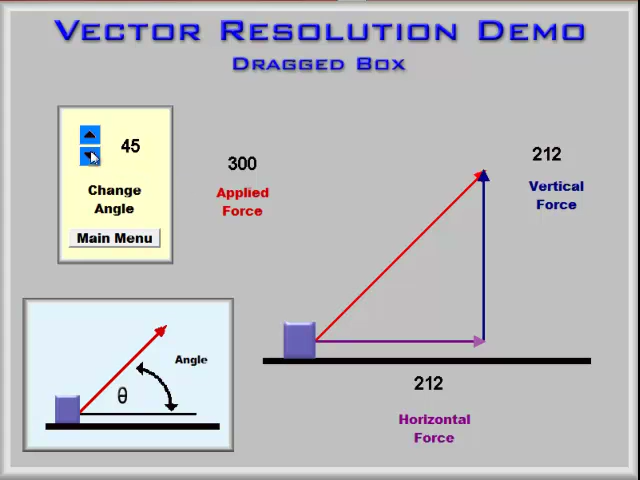 Vector Resolution Demo
Dragged Box
45
Change
Angle
Main Menu
300
Applied
Force
212
Vertical
Force
Angle
θ
212
Horizontal
Force